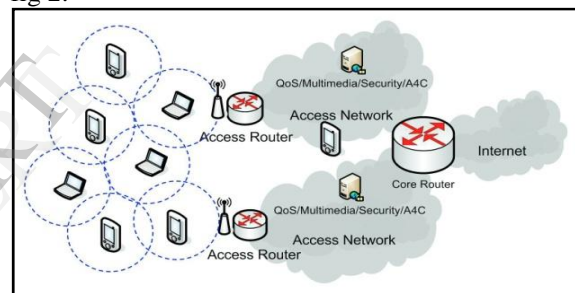 fig 2.
QoS/Multimedia/Security/A4C
Access Network
Access Router
Internet
Core Router
QoS/Multimedia/Security/A4C
Access Network
Access Router